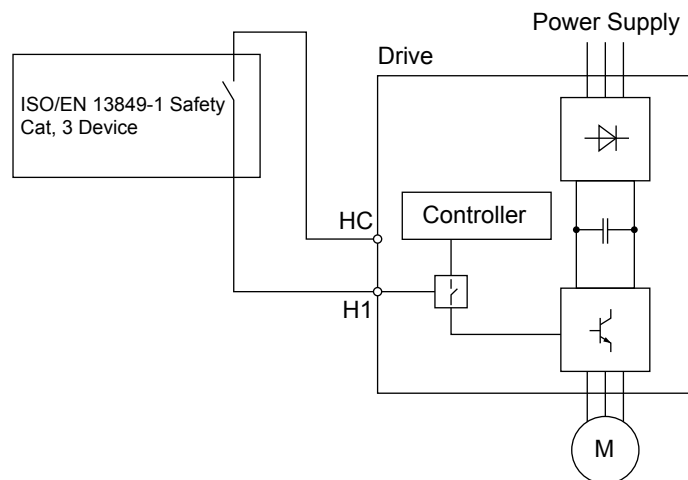 Power Supply
Drive
ISO/EN 13849-1 Safety
Cat, 3 Device
HC
Controller
H1
M